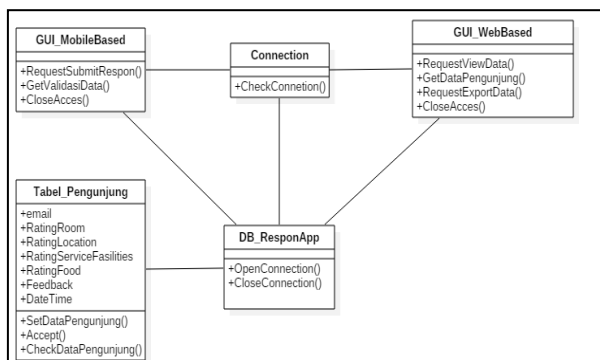 GUI_MobileBased
+RequestSubmitRespon()
+GetValidasiData()
+CloseAcces()
Connection
+CheckConnetion()
GUI_WebBased
+RequestViewData()
+GetDataPengunjung()
+RequestExportData()
+CloseAcces()
Tabel_Pengunjung
+email
+RatingRoom
+RatingLocation
+RatingServiceFasilities
+RatingFood
+Feedback
+DateTime
+SetDataPengunjung()
+Accept()
+CheckDataPengunjung()
DB_ResponApp
+OpenConnection()
+CloseConnection()